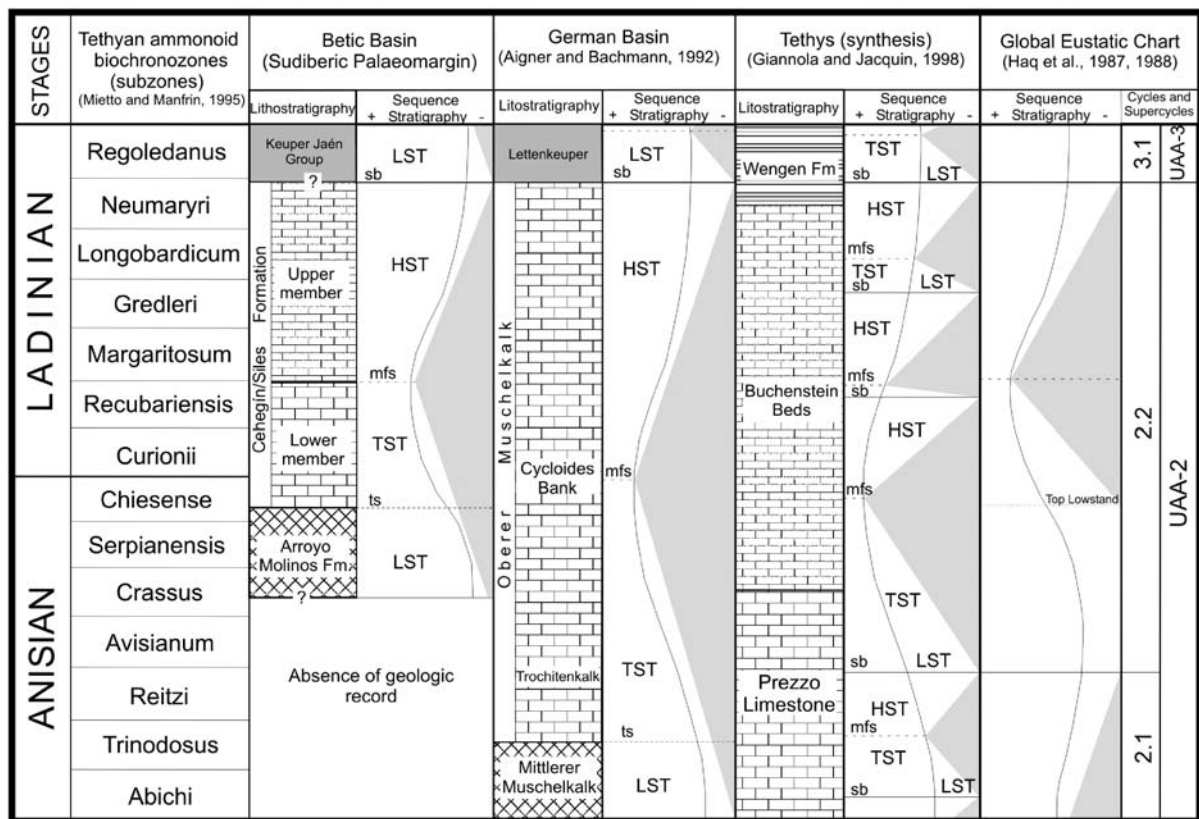 STAGES
Tethyan ammonoid
biochronozones
(subzones)
(Mietto and Manfrin, 1995)
Betic Basin
(Sudiberic Palaeomargin)
German Basin
(Aigner and Bachmann, 1992)
Tethys (synthesis)
(Giannola and Jacquin, 1998)
Global Eustatic Chart
(Haq et al., 1987, 1988)
Lithostratigraphy
Sequence
+ Stratigraphy -
Litostratigraphy
Sequence
+ Stratigraphy -
Litostratigraphy
Sequence
+ Stratigraphy -
Sequence
+ Stratigraphy -
Cycles and
Supercycles
LADINIAN
ANISIAN
Regoledanus
Neumaryri
Longobardicum
Gredleri
Margaritosum
Recubariensis
Curionii
Chiesense
Serpianensis
Crassus
Avisianum
Reitzi
Trinodosus
Abichi
Keuper Jaén
Group
?
Cehegin/Siles Formation
Upper
member
Lower
member
Arroyo
Molinos Fm
?
LST
sb
HST
mfs
TST
ts
LST
Absence of geologic
record
Lettenkeuper
Oberer Muschelkalk
Cycloides
Bank
Trochitenkalk
Mittlerer
Muschelkalk
LST
sb
HST
mfs
TST
ts
LST
Wengen Fm
Buchenstein
Beds
Prezzo
Limestone
TST
sb
LST
HST
mfs
TST
sb
LST
HST
mfs
sb
HST
mfs
TST
sb
LST
HST
mfs
TST
sb
LST
Top Lowstand
3.1
2.2
2.1
UAA-3
UAA-2